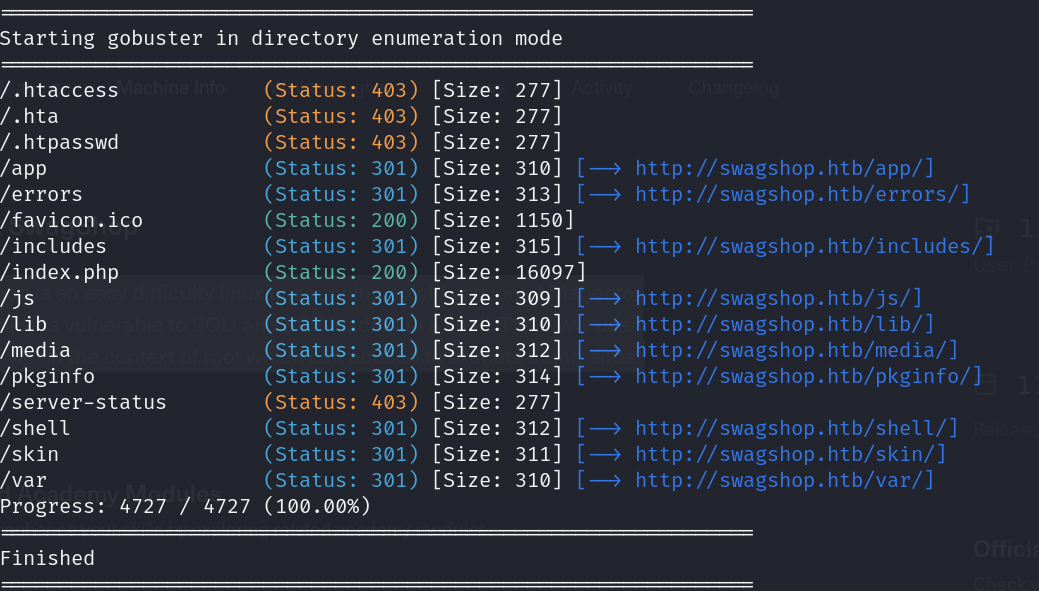 Starting gobuster in directory enumeration mode
/.htaccess (Status: 403) [Size: 277]
Machine Info Activity Changelog
/.hta (Status: 403) [Size: 277]
/.htpasswd (Status: 403) [Size: 277]
/app (Status: 301) [Size: 310] [--> http://swagshop.htb/app/]
/errors (Status: 301) [Size: 313] [--> http://swagshop.htb/errors/]
/favicon.ico (Status: 200) [Size: 1150]
/includes (Status: 301) [Size: 315] [--> http://swagshop.htb/includes/]
/index.php (Status: 200) [Size: 16097]
/js (Status: 301) [Size: 309] [--> http://swagshop.htb/js/]
/lib (Status: 301) [Size: 310] [--> http://swagshop.htb/lib/]
/media (Status: 301) [Size: 312] [--> http://swagshop.htb/media/]
/pkginfo (Status: 301) [Size: 314] [--> http://swagshop.htb/pkginfo/]
/server-status (Status: 403) [Size: 277]
/shell (Status: 301) [Size: 312] [--> http://swagshop.htb/shell/]
/skin (Status: 301) [Size: 311] [--> http://swagshop.htb/skin/]
/var (Status: 301) [Size: 310] [--> http://swagshop.htb/var/]
Academy Modules
Progress: 4727 / 4727 (100.00%)
Finished